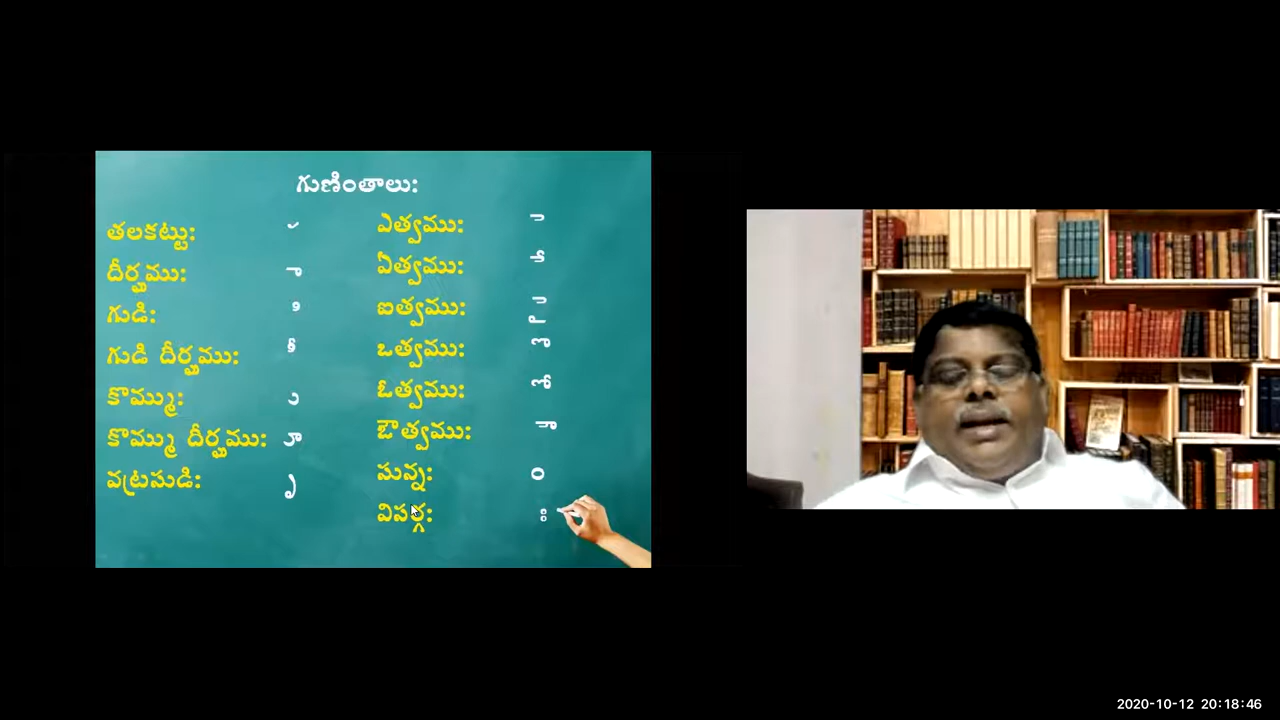 గుణింతాలు:
తలకట్టు: ✓
దీర్ఘము: ా
గుడి: ి
గుడి దీర్ఘము: ీ
కొమ్ము: ు
కొమ్ము దీర్ఘము: ూ
వట్రసుడి: ృ
ఎత్వము: ె
ఏత్వము: ే
ఐత్వము: ై
ఒత్వము: ొ
ఓత్వము: ో
ఔత్వము: ౌ
సున్న: ం
విసర్గ: ః
2020-10-12 20:18:46